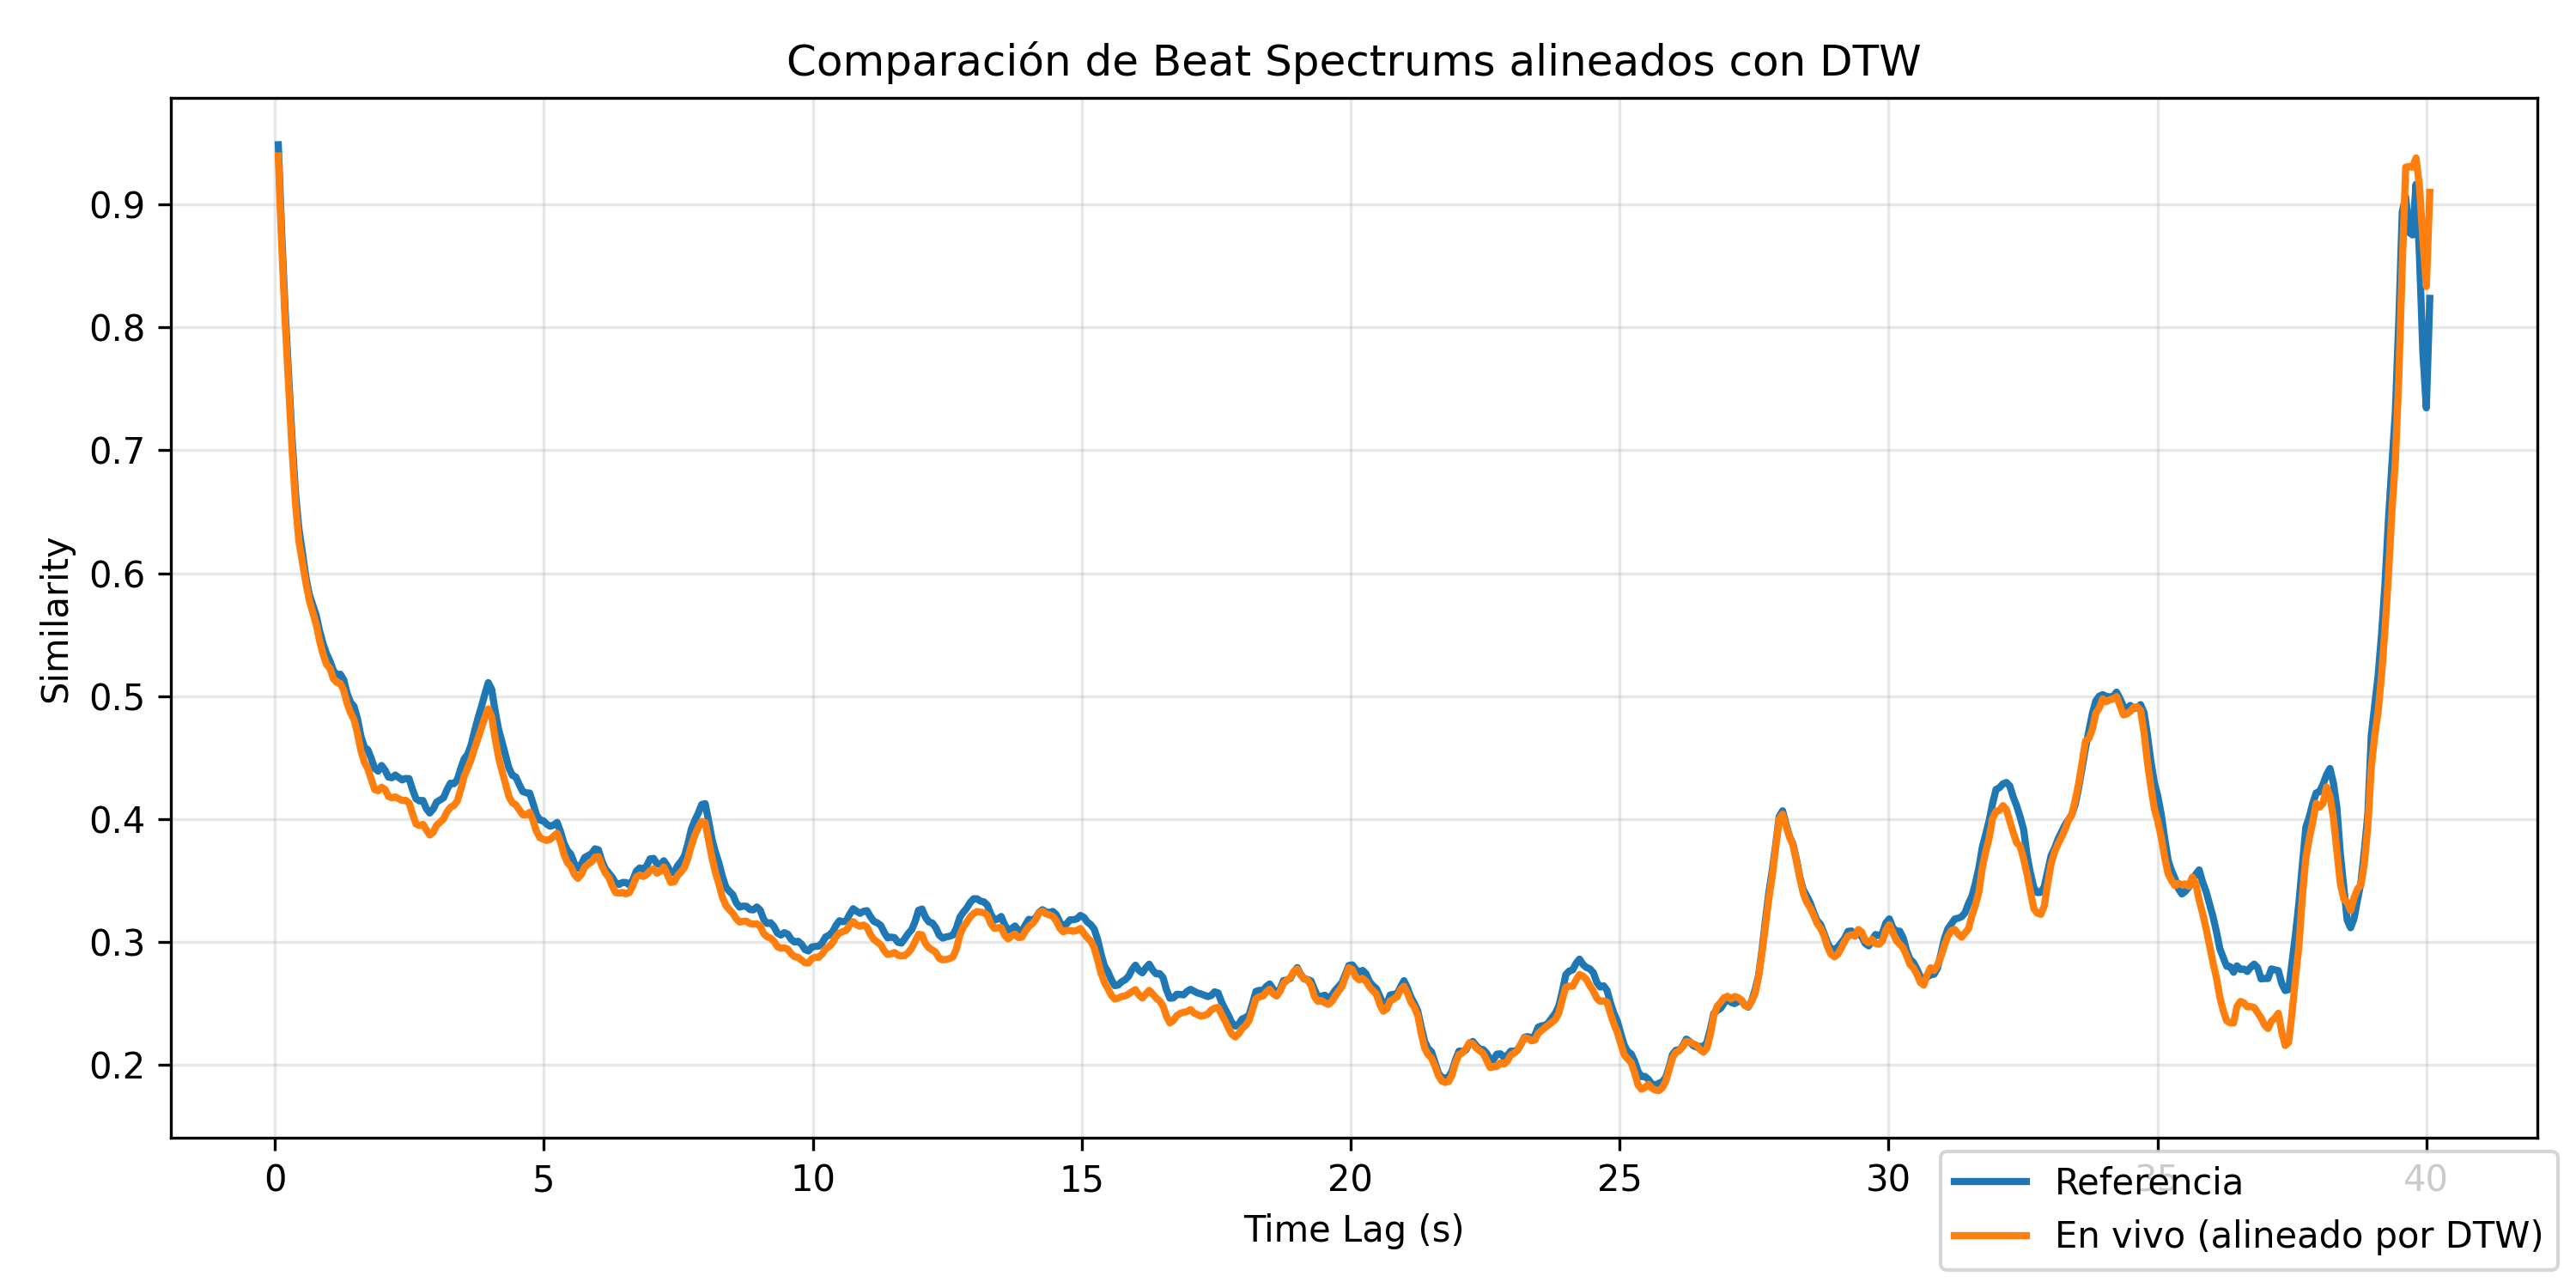 Comparación de Beat Spectrums alineados con DTW
Similarity
0.9
0.8
0.7
0.6
0.5
0.4
0.3
0.2
0 5 10 15 20 25 30 35 40
Time Lag (s)
Referencia
En vivo (alineado por DTW)